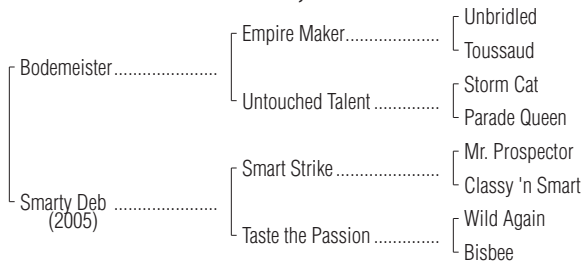 Unbridled
Empire Maker....................
Toussaud
Bodemeister......................
Storm Cat
Untouched Talent ..............
Parade Queen
Mr. Prospector
Smart Strike ......................
Classy 'n Smart
Smarty Deb ......................
(2005)
Wild Again
Taste the Passion ..............
Bisbee